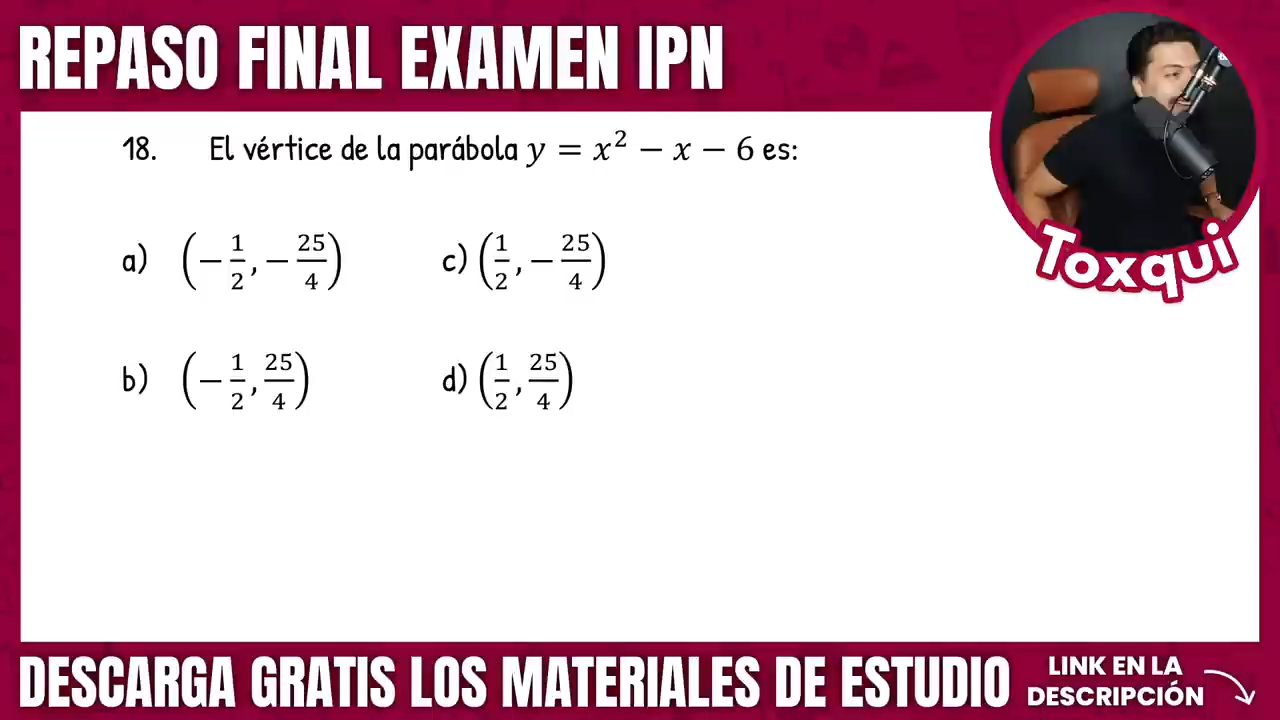 REPASO FINAL EXAMEN IPN
18. El vértice de la parábola y = x² − x − 6 es:
a) (−1/2, −25/4) c) (1/2, −25/4)
b) (−1/2, 25/4) d) (1/2, 25/4)
Toxqui
DESCARGA GRATIS LOS MATERIALES DE ESTUDIO
LINK EN LA
DESCRIPCIÓN